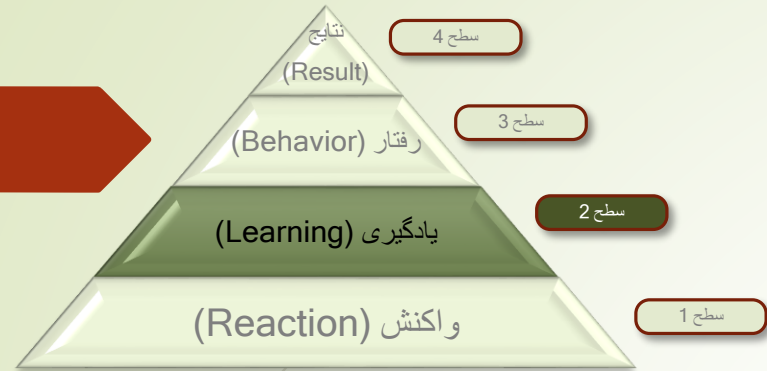 نتایج
(Result)
سطح 4
رفتار (Behavior)
سطح 3
یادگیری (Learning)
سطح 2
واکنش (Reaction)
سطح 1